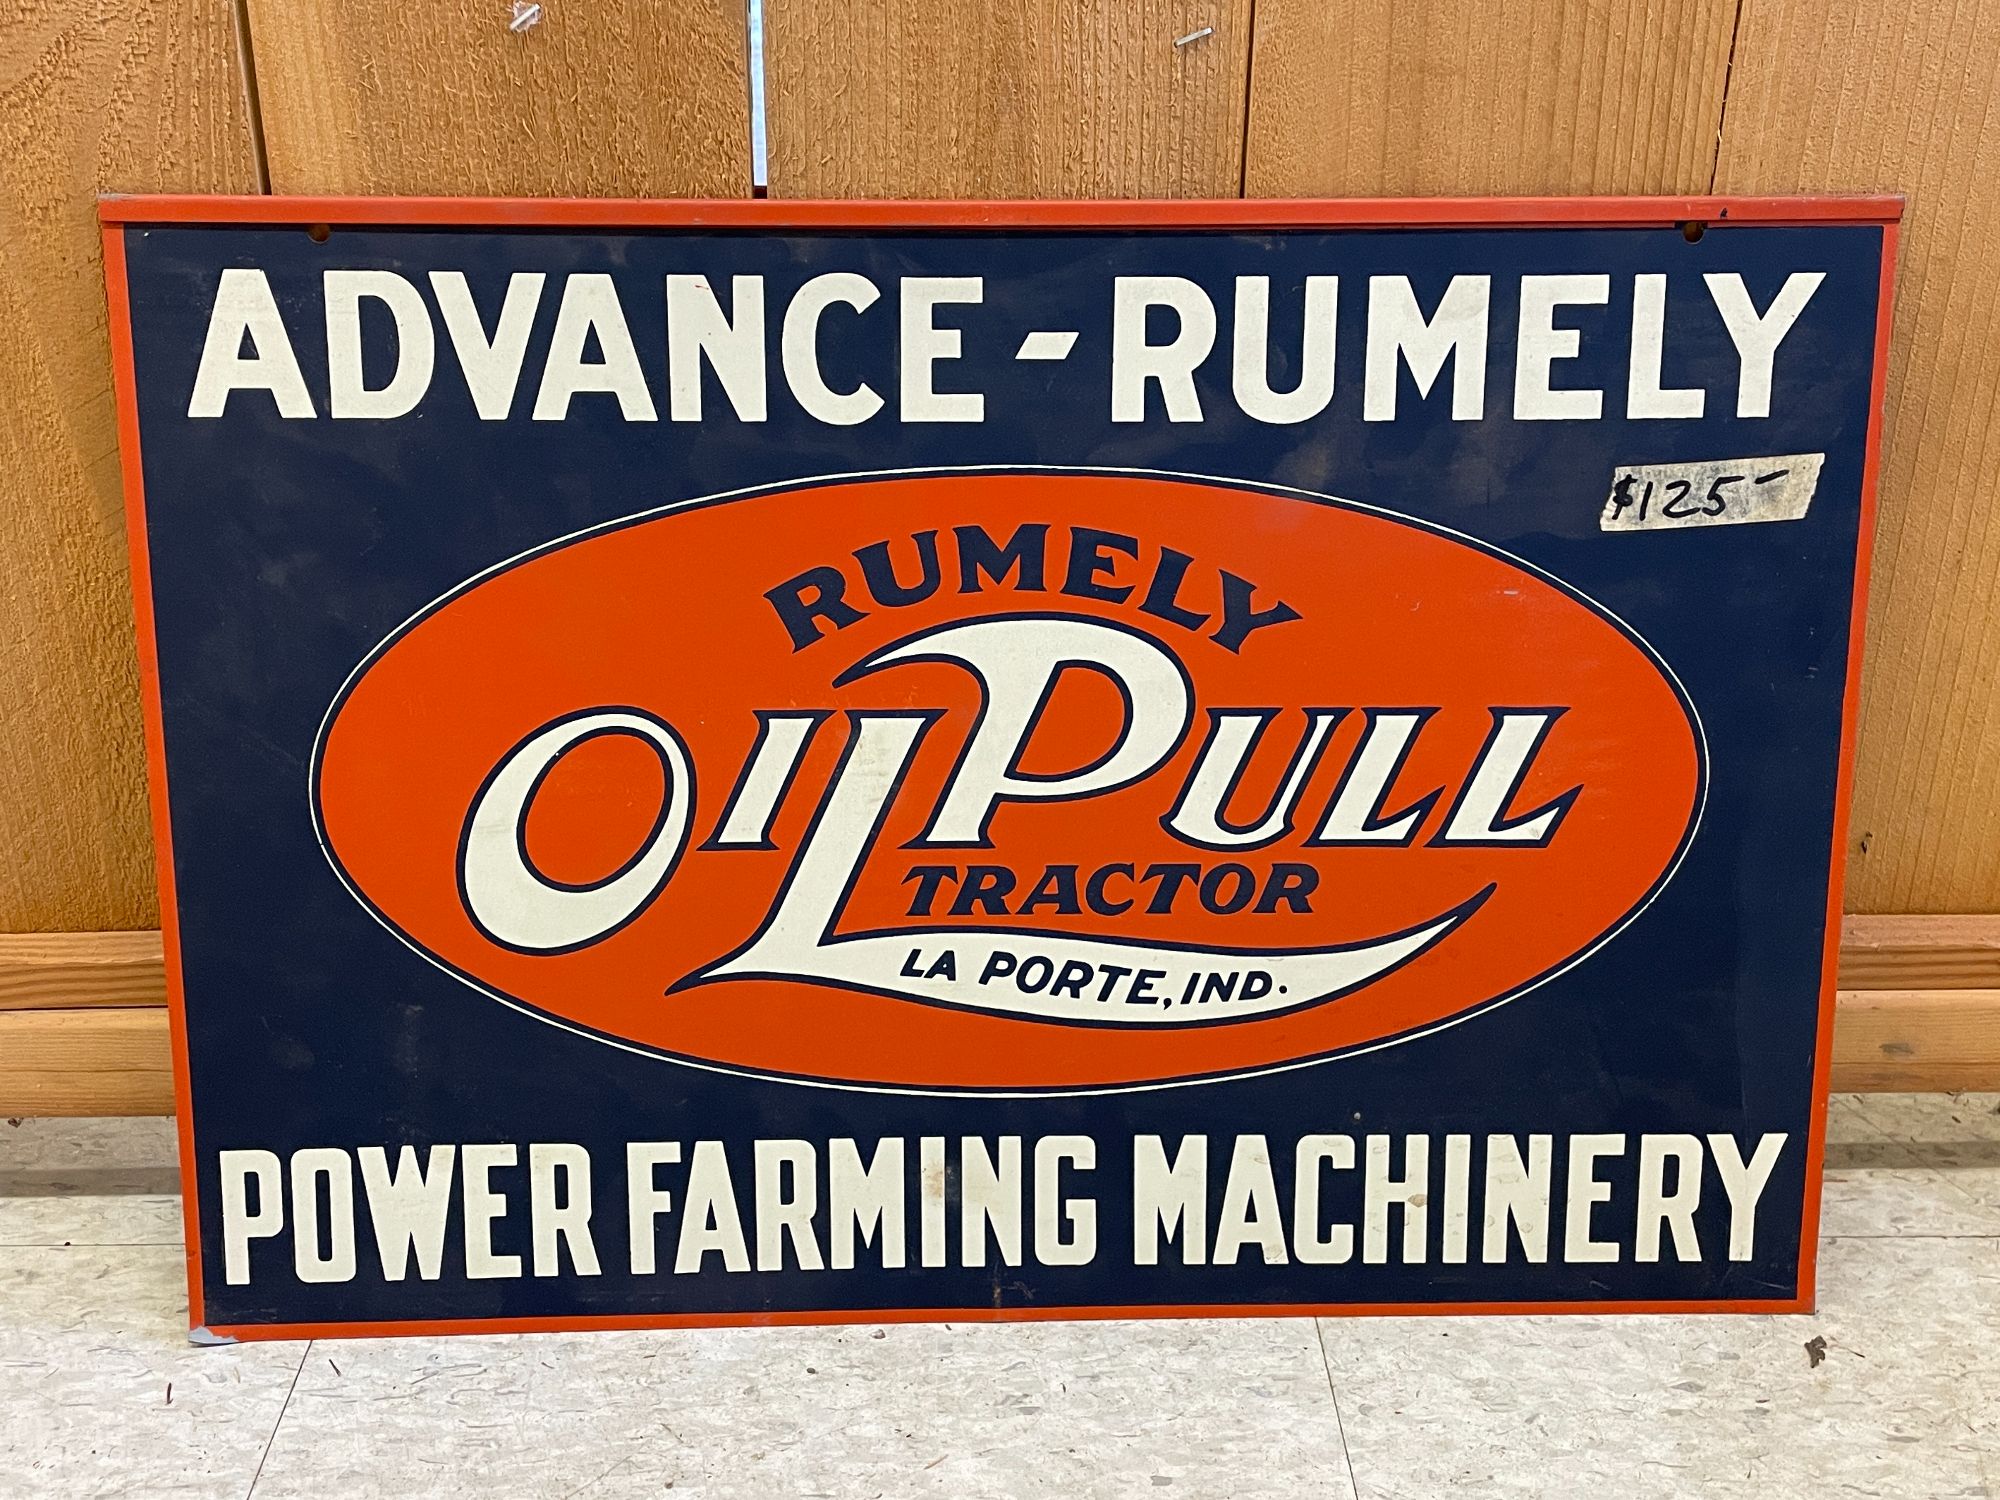 ADVANCE-RUMELY
$125-
RUMELY
OILPULL
TRACTOR
LA PORTE, IND.
POWER FARMING MACHINERY